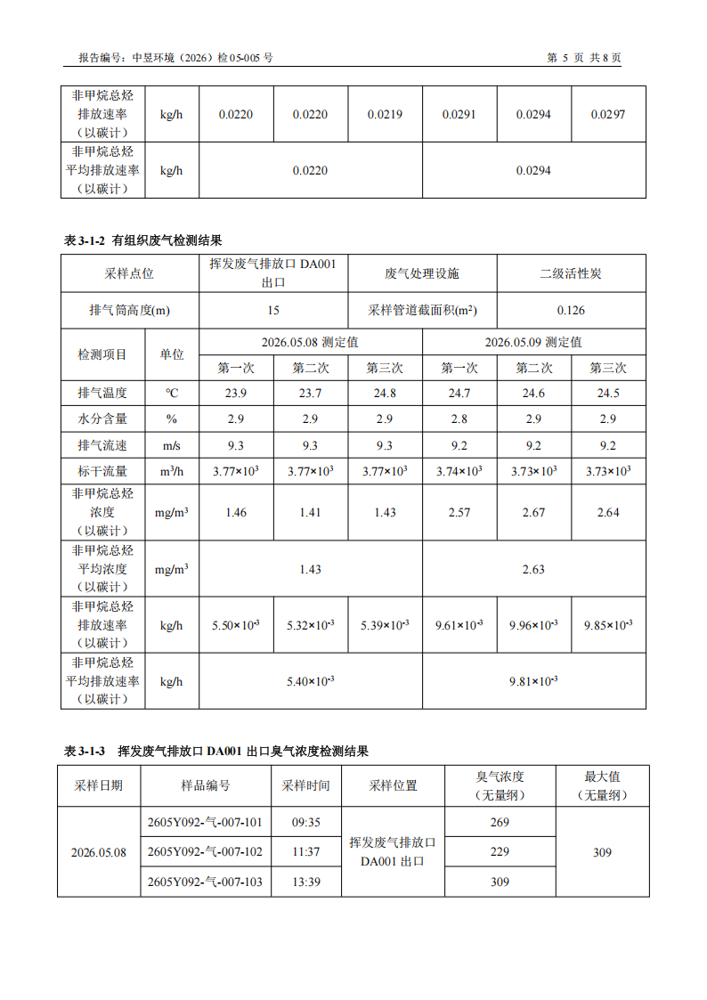 报告编号：中昱环境（2026）检 05-005 号 第 5 页 共 8 页
非甲烷总烃
排放速率
（以碳计） kg/h 0.0220 0.0220 0.0219 0.0291 0.0294 0.0297
非甲烷总烃
平均排放速率
（以碳计） kg/h 0.0220 0.0294
表 3-1-2 有组织废气检测结果
采样点位 挥发废气排放口 DA001
出口 废气处理设施 二级活性炭
排气筒高度(m) 15 采样管道截面积(m²) 0.126
检测项目 单位 2026.05.08 测定值 2026.05.09 测定值
第一次 第二次 第三次 第一次 第二次 第三次
排气温度 ℃ 23.9 23.7 24.8 24.7 24.6 24.5
水分含量 % 2.9 2.9 2.9 2.8 2.9 2.9
排气流速 m/s 9.3 9.3 9.3 9.2 9.2 9.2
标干流量 m³/h 3.77×10³ 3.77×10³ 3.77×10³ 3.74×10³ 3.73×10³ 3.73×10³
非甲烷总烃
浓度
（以碳计） mg/m³ 1.46 1.41 1.43 2.57 2.67 2.64
非甲烷总烃
平均浓度
（以碳计） mg/m³ 1.43 2.63
非甲烷总烃
排放速率
（以碳计） kg/h 5.50×10⁻³ 5.32×10⁻³ 5.39×10⁻³ 9.61×10⁻³ 9.96×10⁻³ 9.85×10⁻³
非甲烷总烃
平均排放速率
（以碳计） kg/h 5.40×10⁻³ 9.81×10⁻³
表 3-1-3 挥发废气排放口 DA001 出口臭气浓度检测结果
采样日期 样品编号 采样时间 采样位置 臭气浓度
（无量纲） 最大值
（无量纲）
2026.05.08 2605Y092-气-007-101 09:35 挥发废气排放口
DA001 出口 269 309
2605Y092-气-007-102 11:37 229
2605Y092-气-007-103 13:39 309